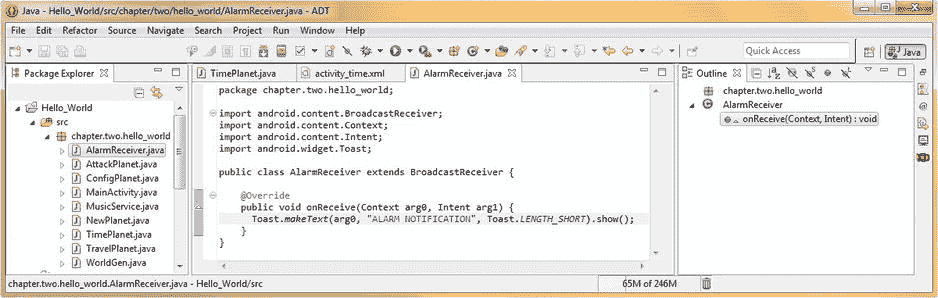 Java - Hello_World/src/chapter/two/hello_world/AlarmReceiver.java - ADT
File Edit Refactor Source Navigate Search Project Run Window Help
Quick Access
Java
Package Explorer
Hello_World
src
chapter.two.hello_world
AlarmReceiver.java
AttackPlanet.java
ConfigPlanet.java
MainActivity.java
MusicService.java
NewPlanet.java
TimePlanet.java
TravelPlanet.java
WorldGen.java
TimePlanet.java activity_time.xml AlarmReceiver.java
package chapter.two.hello_world;
import android.content.BroadcastReceiver;
import android.content.Context;
import android.content.Intent;
import android.widget.Toast;
public class AlarmReceiver extends BroadcastReceiver {
@Override
public void onReceive(Context arg0, Intent arg1) {
Toast.makeText(arg0, "ALARM NOTIFICATION", Toast.LENGTH_SHORT).show();
}
}
Outline
chapter.two.hello_world
AlarmReceiver
onReceive(Context, Intent) : void
chapter.two.hello_world.AlarmReceiver.java - Hello_World/src
65M of 246M